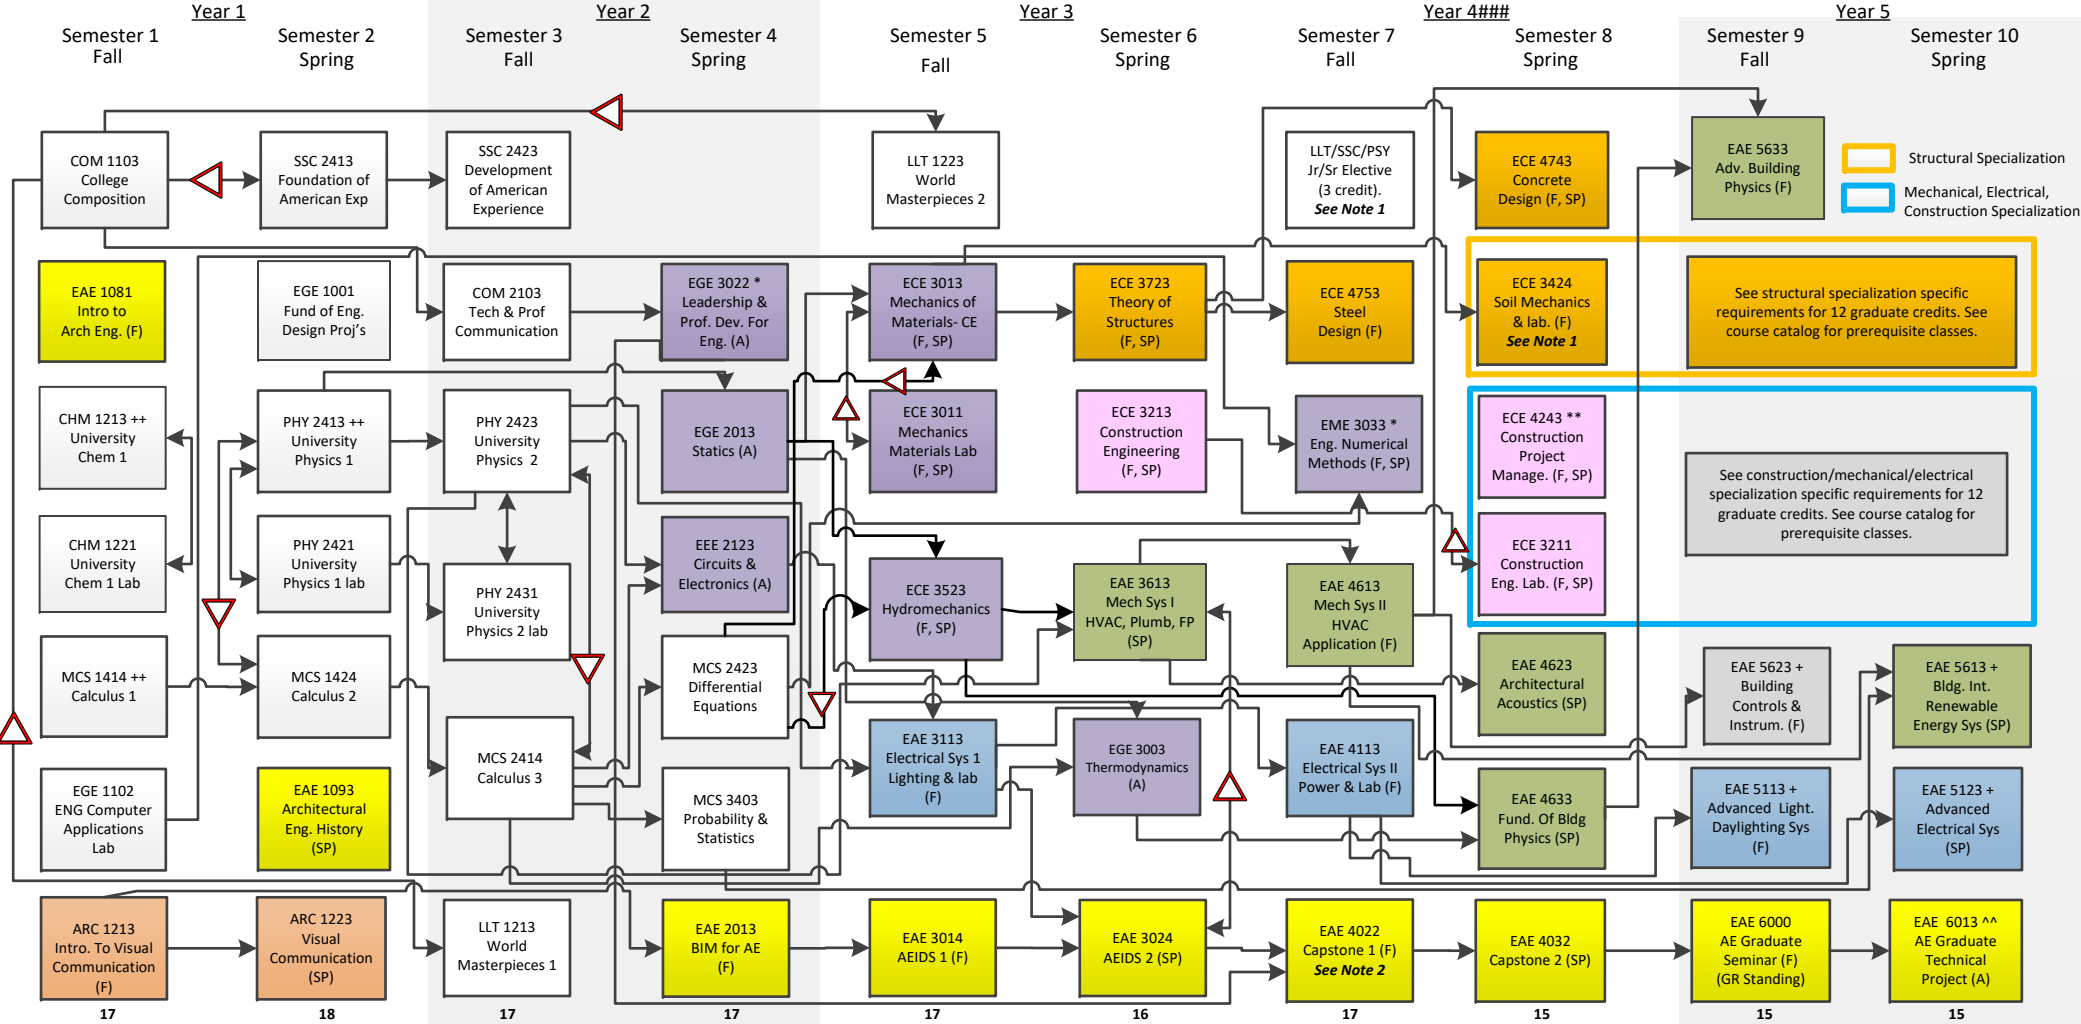 Year 1
Year 2
Year 3
Year 4###
Year 5
Semester 1
Fall
Semester 2
Spring
Semester 3
Fall
Semester 4
Spring
Semester 5
Fall
Semester 6
Spring
Semester 7
Fall
Semester 8
Spring
Semester 9
Fall
Semester 10
Spring
COM 1103
College
Composition
SSC 2413
Foundation of
American Exp
SSC 2423
Development
of American
Experience
LLT 1223
World
Masterpieces 2
LLT/SSC/PSY
Jr/Sr Elective
(3 credit).
See Note 1
ECE 4743
Concrete
Design (F, SP)
EAE 5633
Adv. Building
Physics (F)
Structural Specialization
Mechanical, Electrical,
Construction Specialization
EAE 1081
Intro to
Arch Eng. (F)
EGE 1001
Fund of Eng.
Design Proj's
COM 2103
Tech & Prof
Communication
EGE 3022 *
Leadership &
Prof. Dev. For
Eng. (A)
ECE 3013
Mechanics of
Materials- CE
(F, SP)
ECE 3723
Theory of
Structures
(F, SP)
ECE 4753
Steel
Design (F)
ECE 3424
Soil Mechanics
& lab. (F)
See Note 1
See structural specialization specific
requirements for 12 graduate credits. See
course catalog for prerequisite classes.
CHM 1213 ++
University
Chem 1
PHY 2413 ++
University
Physics 1
PHY 2423
University
Physics 2
EGE 2013
Statics (A)
ECE 3011
Mechanics
Materials Lab
(F, SP)
ECE 3213
Construction
Engineering
(F, SP)
EME 3033 *
Eng. Numerical
Methods (F, SP)
ECE 4243 **
Construction
Project
Manage. (F, SP)
See construction/mechanical/electrical
specialization specific requirements for 12
graduate credits. See course catalog for
prerequisite classes.
CHM 1221
University
Chem 1 Lab
PHY 2421
University
Physics 1 lab
PHY 2431
University
Physics 2 lab
EEE 2123
Circuits &
Electronics (A)
ECE 3523
Hydromechanics
(F, SP)
EAE 3613
Mech Sys I
HVAC, Plumb, FP
(SP)
EAE 4613
Mech Sys II
HVAC
Application (F)
ECE 3211
Construction
Eng. Lab. (F, SP)
MCS 1414 ++
Calculus 1
MCS 1424
Calculus 2
MCS 2414
Calculus 3
MCS 2423
Differential
Equations
EAE 3113
Electrical Sys 1
Lighting & lab
(F)
EGE 3003
Thermodynamics
(A)
EAE 4113
Electrical Sys II
Power & Lab (F)
EAE 4623
Architectural
Acoustics (SP)
EAE 5623 +
Building
Controls &
Instrum. (F)
EAE 5613 +
Bldg. Int.
Renewable
Energy Sys (SP)
EGE 1102
ENG Computer
Applications
Lab
EAE 1093
Architectural
Eng. History
(SP)
MCS 3403
Probability &
Statistics
EAE 4633
Fund. Of Bldg
Physics (SP)
EAE 5113 +
Advanced Light.
Daylighting Sys
(F)
EAE 5123 +
Advanced
Electrical Sys
(SP)
ARC 1213
Intro. To Visual
Communication
(F)
ARC 1223
Visual
Communication
(SP)
LLT 1213
World
Masterpieces 1
EAE 2013
BIM for AE
(F)
EAE 3014
AEIDS 1 (F)
EAE 3024
AEIDS 2 (SP)
EAE 4022
Capstone 1 (F)
See Note 2
EAE 4032
Capstone 2 (SP)
EAE 6000
AE Graduate
Seminar (F)
(GR Standing)
EAE 6013 ^^
AE Graduate
Technical
Project (A)
17
18
17
17
17
16
17
15
15
15